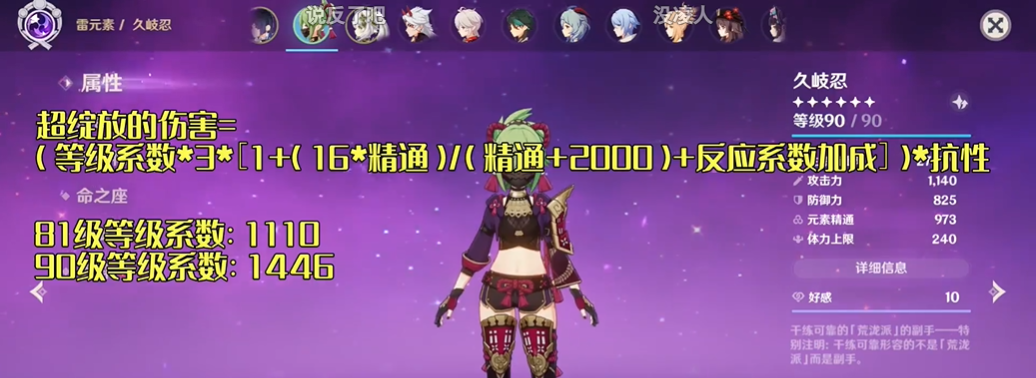 雷元素 / 久岐忍
说反了吧
没凌人
属性
久岐忍
等级90 / 90
超绽放的伤害=
(等级系数*3*[1+(16*精通)/(精通+2000)+反应系数加成])*抗性
攻击力 1,140
命之座
防御力 825
元素精通 973
81级等级系数: 1110
体力上限 240
90级等级系数: 1446
详细信息
好感 10
干练可靠的「荒泷派」的副手——特
别注明: 干练可靠形容的不是「荒泷
派」而是副手。